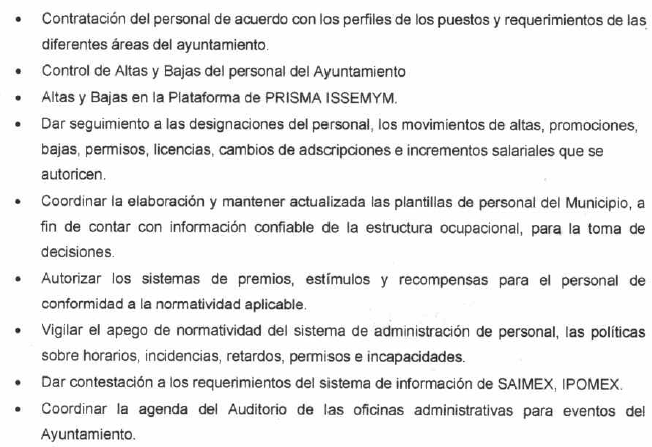 • Contratación del personal de acuerdo con los perfiles de los puestos y requerimientos de las
diferentes áreas del ayuntamiento.
• Control de Altas y Bajas del personal del Ayuntamiento
• Altas y Bajas en la Plataforma de PRISMA ISSEMYM.
• Dar seguimiento a las designaciones del personal, los movimientos de altas, promociones,
bajas, permisos, licencias, cambios de adscripciones e incrementos salariales que se
autoricen.
• Coordinar la elaboración y mantener actualizada las plantillas de personal del Municipio, a
fin de contar con información confiable de la estructura ocupacional, para la toma de
decisiones.
• Autorizar los sistemas de premios, estímulos y recompensas para el personal de
conformidad a la normatividad aplicable.
• Vigilar el apego de normatividad del sistema de administración de personal, las políticas
sobre horarios, incidencias, retardos, permisos e incapacidades.
• Dar contestación a los requerimientos del sistema de información de SAIMEX, IPOMEX.
• Coordinar la agenda del Auditorio de las oficinas administrativas para eventos del
Ayuntamiento.